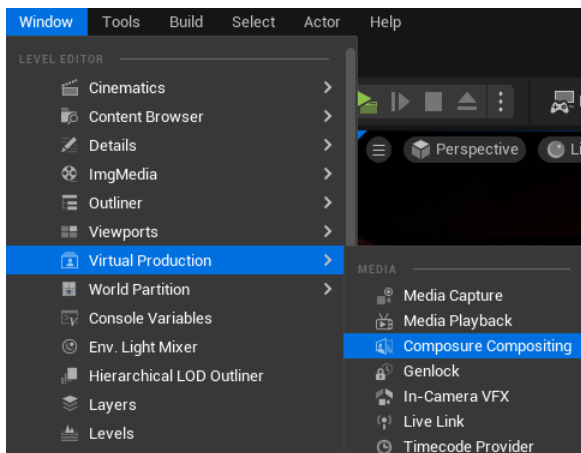 Window Tools Build Select Actor Help
LEVEL EDITOR
Cinematics
Content Browser
Details
ImgMedia
Outliner
Viewports
Virtual Production
World Partition
Console Variables
Env. Light Mixer
Hierarchical LOD Outliner
Layers
Levels
Perspective
MEDIA
Media Capture
Media Playback
Composure Compositing
Genlock
In-Camera VFX
Live Link
Timecode Provider